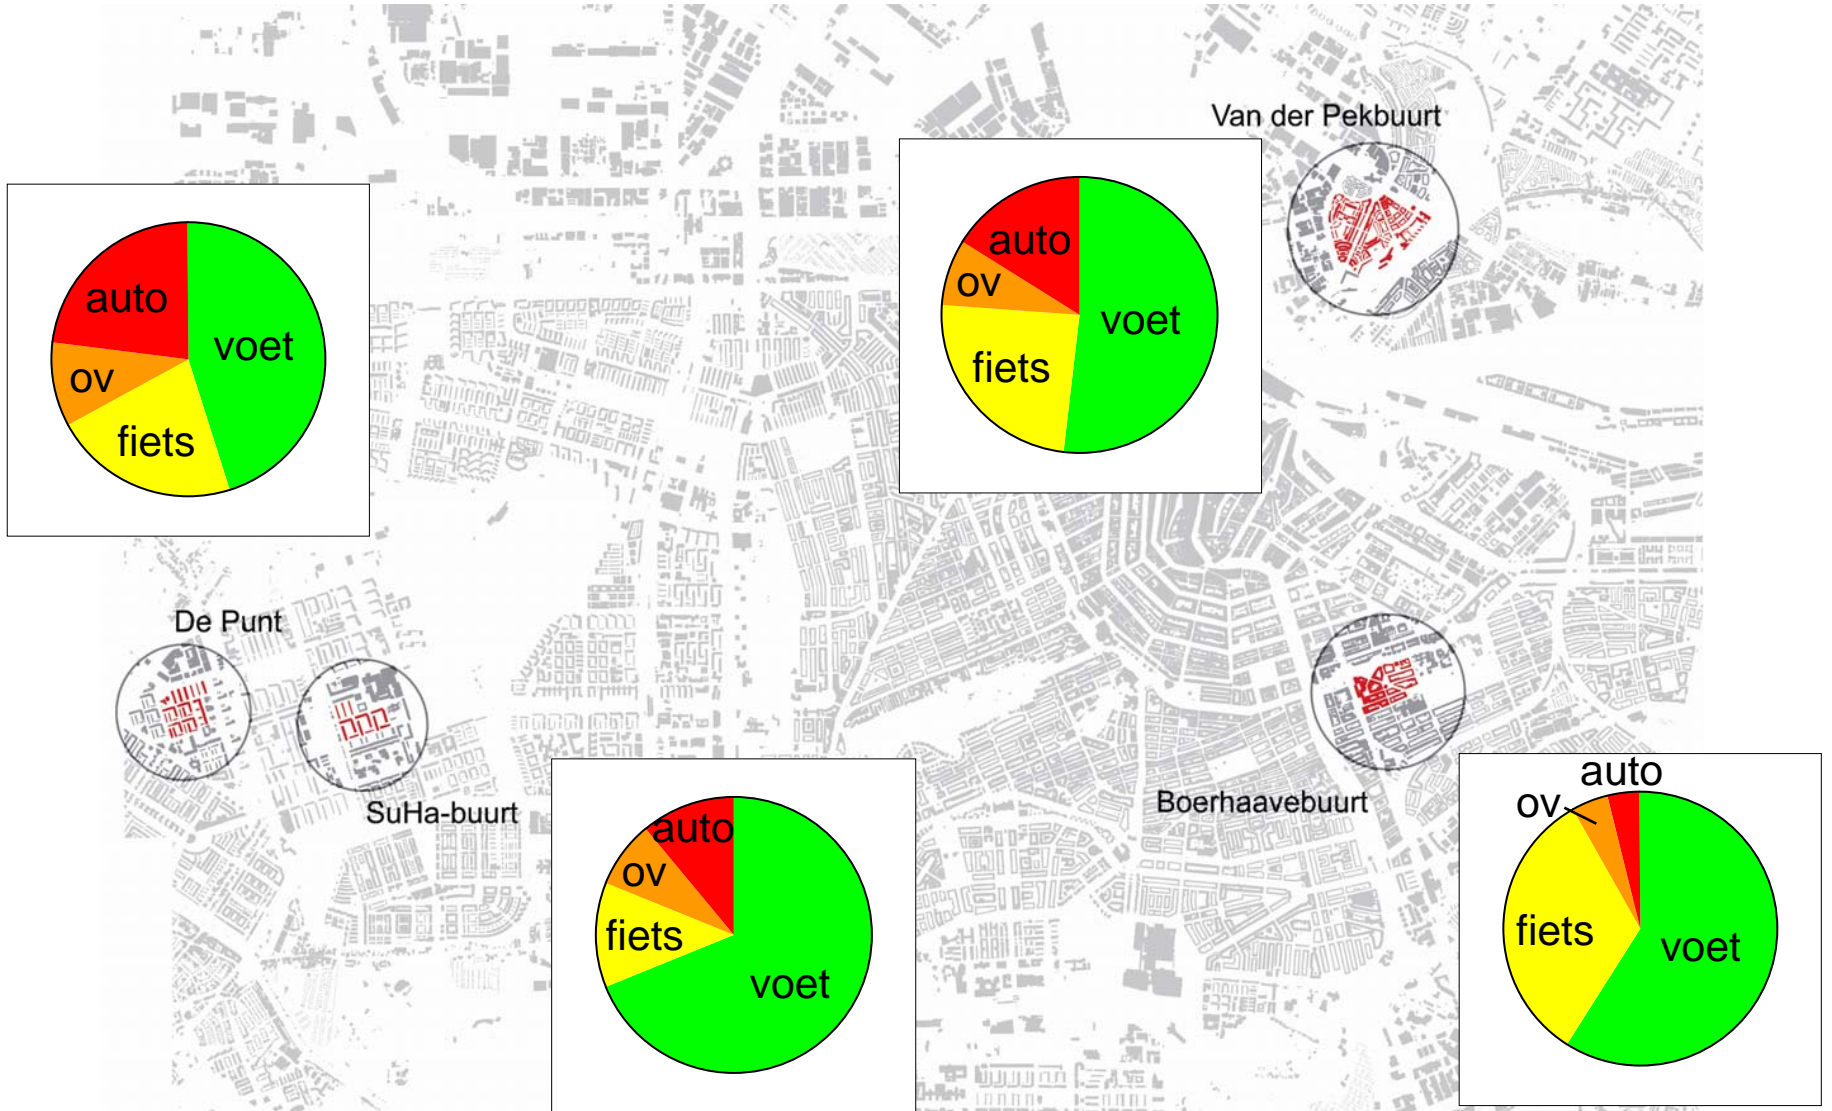 Van der Pekbuurt
auto
voet
ov
fiets
auto
ov
voet
fiets
De Punt
SuHa-buurt
Boerhaavebuurt
auto
ov
fiets
voet
auto
ov
fiets
voet